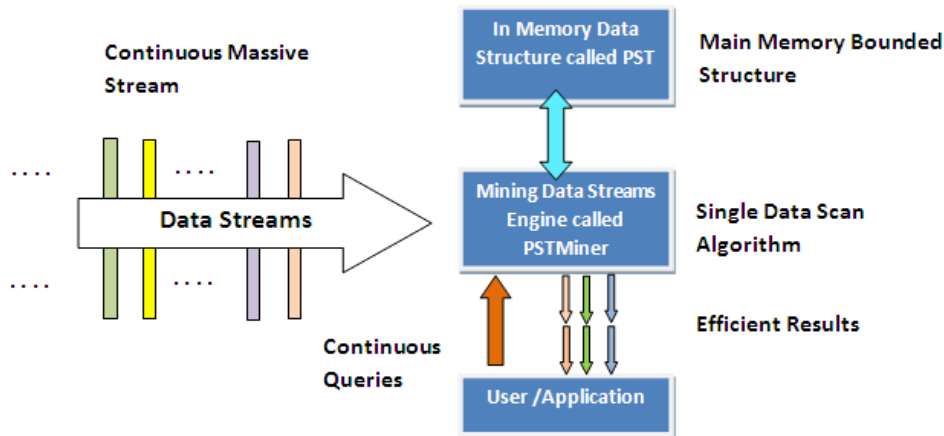 Continuous Massive
Stream
. . . .
. . . .
Data Streams
. . . .
. . . .
In Memory Data
Structure called PST
Main Memory Bounded
Structure
Mining Data Streams
Engine called
PSTMiner
Single Data Scan
Algorithm
Continuous
Queries
Efficient Results
User /Application